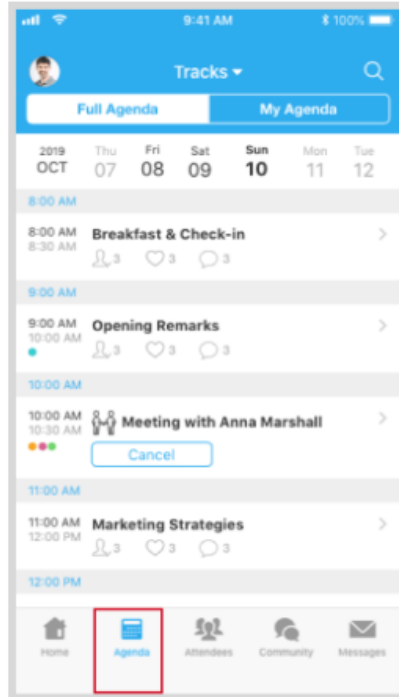 9:41 AM 100%
Tracks
Full Agenda My Agenda
2019 Thu Fri Sat Sun Mon Tue
OCT 07 08 09 10 11 12
8:00 AM
8:00 AM Breakfast & Check-in
8:30 AM 3 3 3
9:00 AM
9:00 AM Opening Remarks
10:00 AM 3 3 3
10:00 AM
10:00 AM Meeting with Anna Marshall
10:30 AM
Cancel
11:00 AM
11:00 AM Marketing Strategies
12:00 PM 3 3 3
12:00 PM
Home Agenda Attendees Community Messages